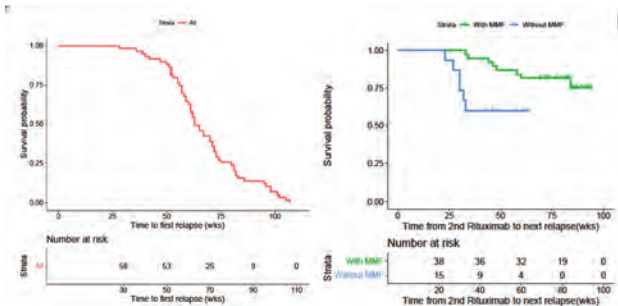 Strata All
Survival probability
1.00
0.75
0.50
0.25
0.00
0 25 50 75 100
Time to first relapse (wks)
Number at risk
Strata
All 58 53 25 9 0
30 50 70 90 110
Time to first relapse (wks)
Strata With MMF Without MMF
Survival probability
1.00
0.75
0.50
0.25
0.00
0 25 50 75 100
Time from 2nd Rituximab to next relapse(wks)
Number at risk
Strata
With MMF 38 36 32 19 0
Without MMF 15 9 4 0 0
20 40 60 80 100
Time from 2nd Rituximab to next relapse(wks)